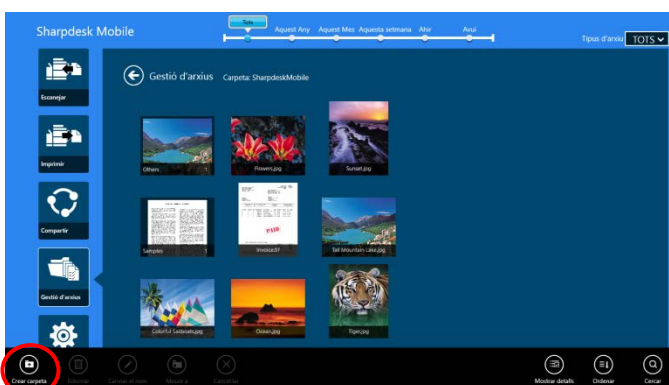 Sharpdesk Mobile
Tots
Aquest Any
Aquest Mes
Aquesta setmana
Ahir
Avui
Tipus d'arxiu
TOTS
Escanejar
Imprimir
Compartir
Gestió d'arxius
Gestió d'arxius
Carpeta: SharpdeskMobile
Others 1
Flowers.jpg
Sunset.jpg
Samples 1
Invoice.tif
PAID
Tall Mountain Lake.jpg
Colorful Sailboats.jpg
Ocean.jpg
Tiger.jpg
Crear carpeta
Eliminar
Canviar el nom
Moure a
Cancel·lar
Mostrar detalls
Ordenar
Cercar